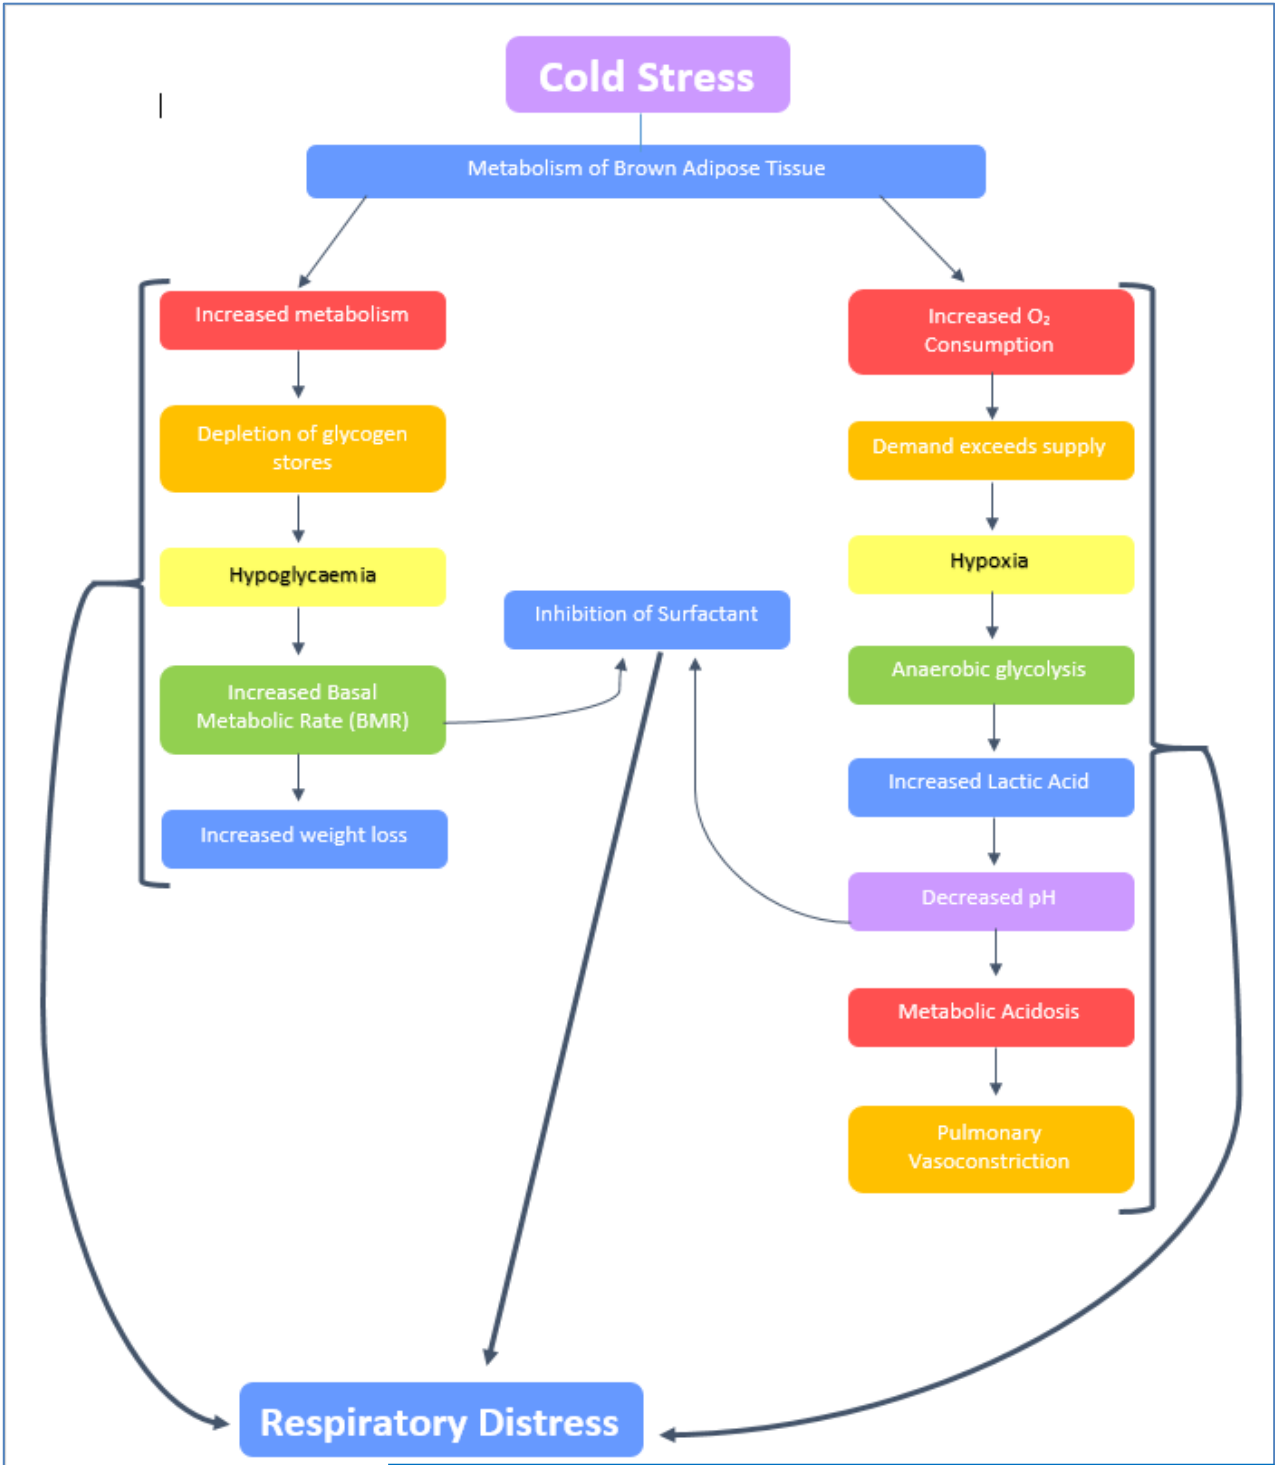 Cold Stress
Metabolism of Brown Adipose Tissue
Increased metabolism
Depletion of glycogen
stores
Hypoglycaemia
Increased Basal
Metabolic Rate (BMR)
Increased weight loss
Inhibition of Surfactant
Increased O₂
Consumption
Demand exceeds supply
Hypoxia
Anaerobic glycolysis
Increased Lactic Acid
Decreased pH
Metabolic Acidosis
Pulmonary
Vasoconstriction
Respiratory Distress